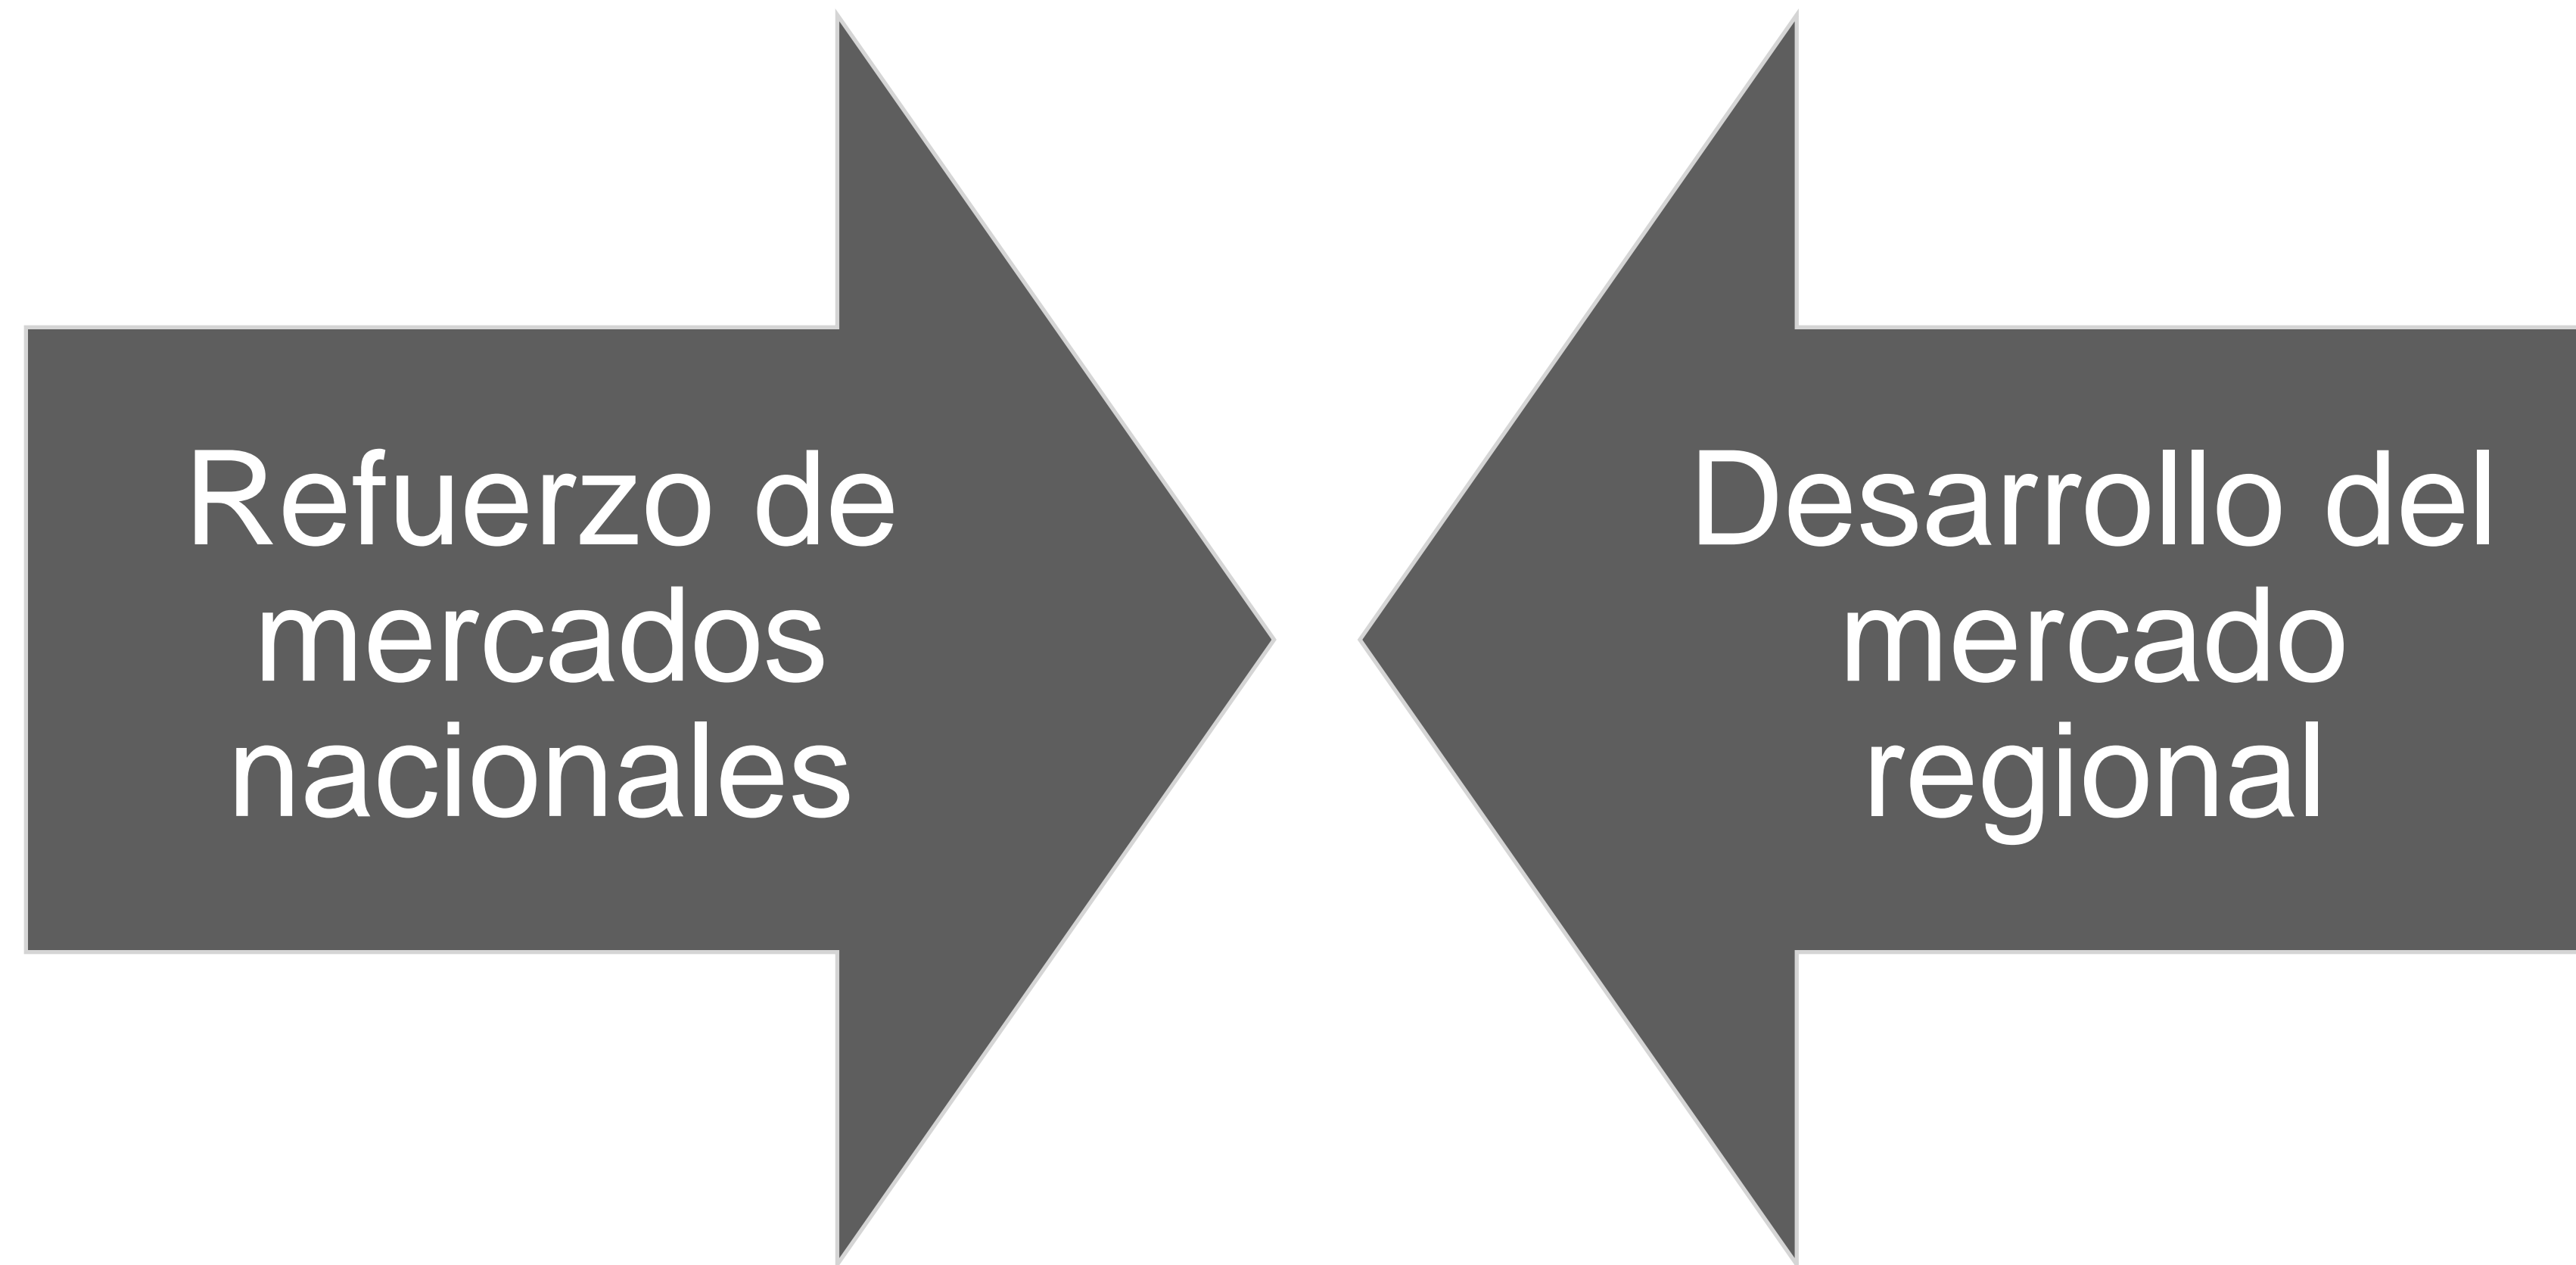 Refuerzo de
mercados
nacionales
Desarrollo del
mercado
regional